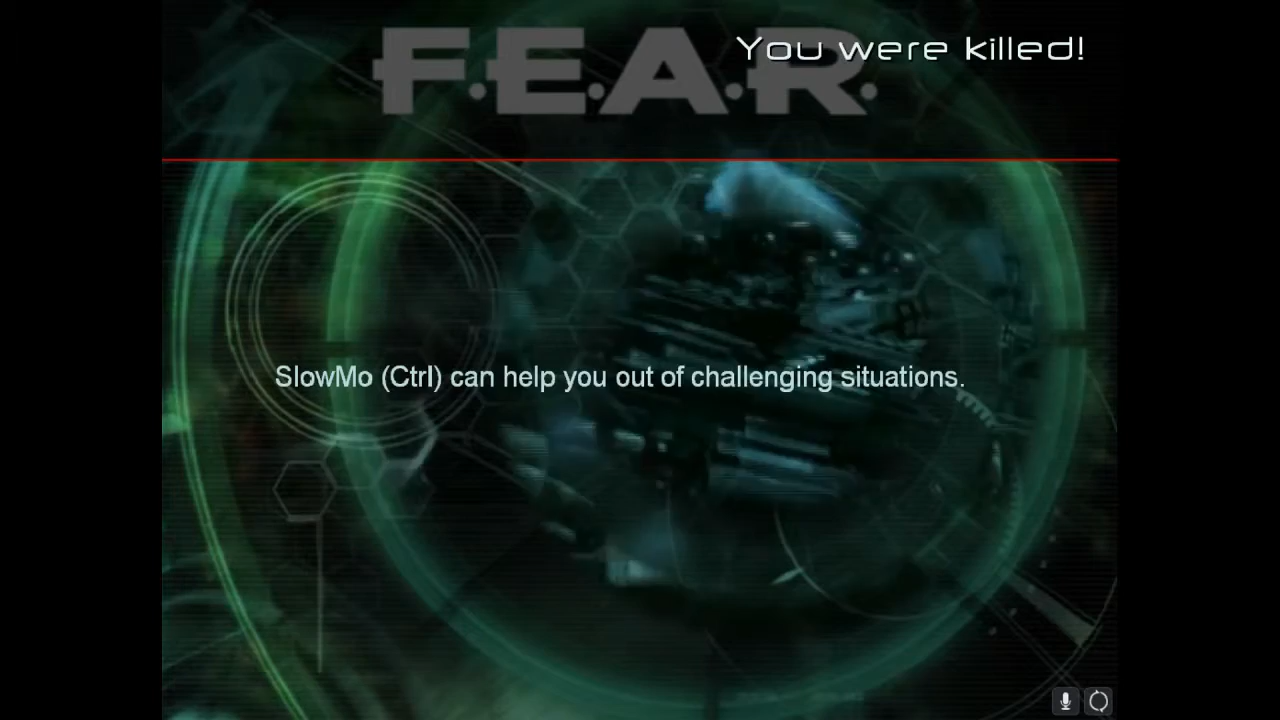 F.E.A.R.
You were killed!
SlowMo (Ctrl) can help you out of challenging situations.